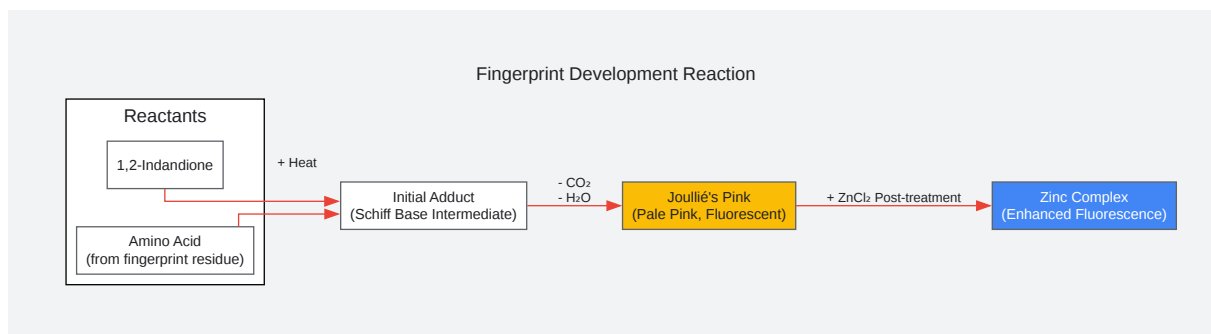 Fingerprint Development Reaction
Reactants
1,2-Indandione
+ Heat
Amino Acid
(from fingerprint residue)
Initial Adduct
(Schiff Base Intermediate)
- CO₂
- H₂O
Joullié's Pink
(Pale Pink, Fluorescent)
+ ZnCl₂ Post-treatment
Zinc Complex
(Enhanced Fluorescence)